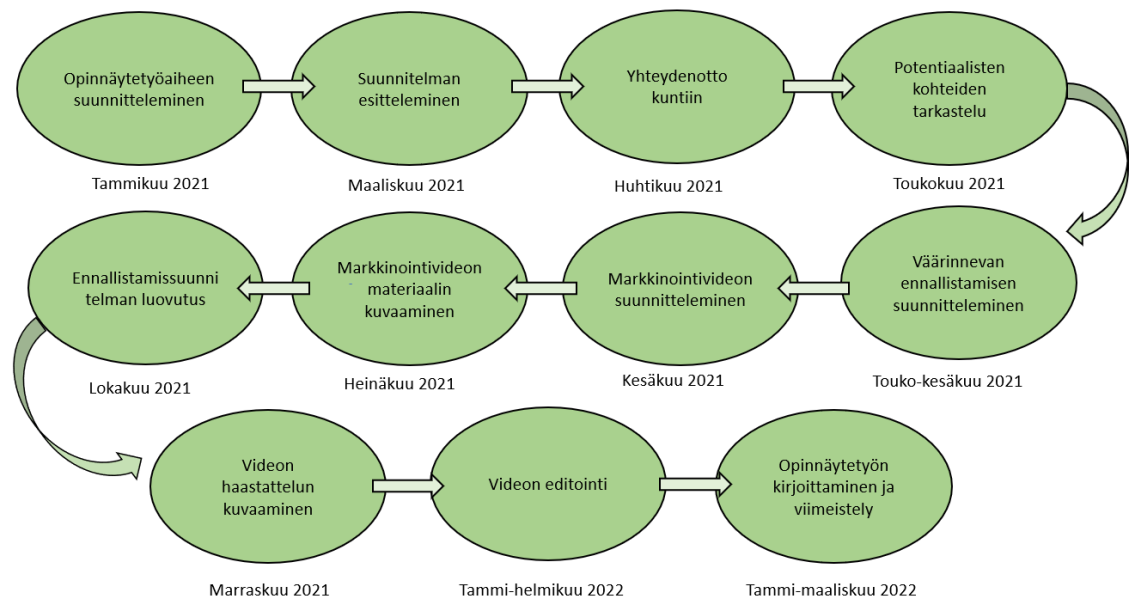 Opinnäytetyöaiheen
suunnitteleminen
Tammikuu 2021
Suunnitelman
esitteleminen
Maaliskuu 2021
Yhteydenotto
kuntiin
Huhtikuu 2021
Potentiaalisten
kohteiden
tarkastelu
Toukokuu 2021
Väärinnevan
ennallistamisen
suunnitteleminen
Touko-kesäkuu 2021
Markkinointivideon
suunnitteleminen
Kesäkuu 2021
Markkinointivideon
materiaalin
kuvaaminen
Heinäkuu 2021
Ennallistamissuunni
telman luovutus
Lokakuu 2021
Videon
haastattelun
kuvaaminen
Marraskuu 2021
Videon editointi
Tammi-helmikuu 2022
Opinnäytetyön
kirjoittaminen ja
viimeistely
Tammi-maaliskuu 2022